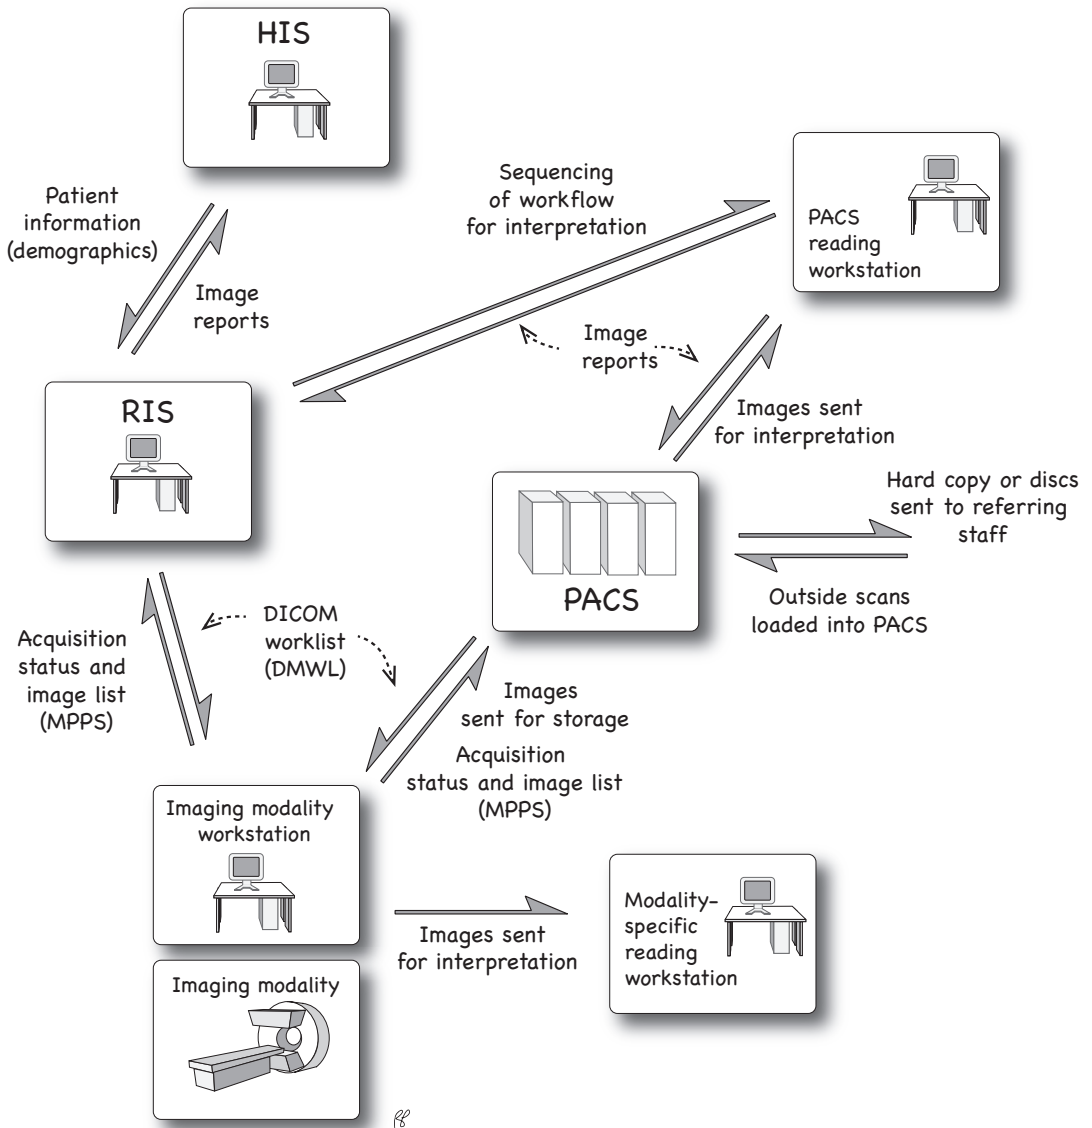 HIS
Patient
information
(demographics)
Image
reports
Sequencing
of workflow
for interpretation
PACS
reading
workstation
Image
reports
RIS
Images sent
for interpretation
Hard copy or discs
sent to referring
staff
PACS
Outside scans
loaded into PACS
DICOM
worklist
(DMWL)
Acquisition
status and
image list
(MPPS)
Images
sent for storage
Acquisition
status and image list
(MPPS)
Imaging modality
workstation
Images sent
for interpretation
Modality-
specific
reading
workstation
Imaging modality